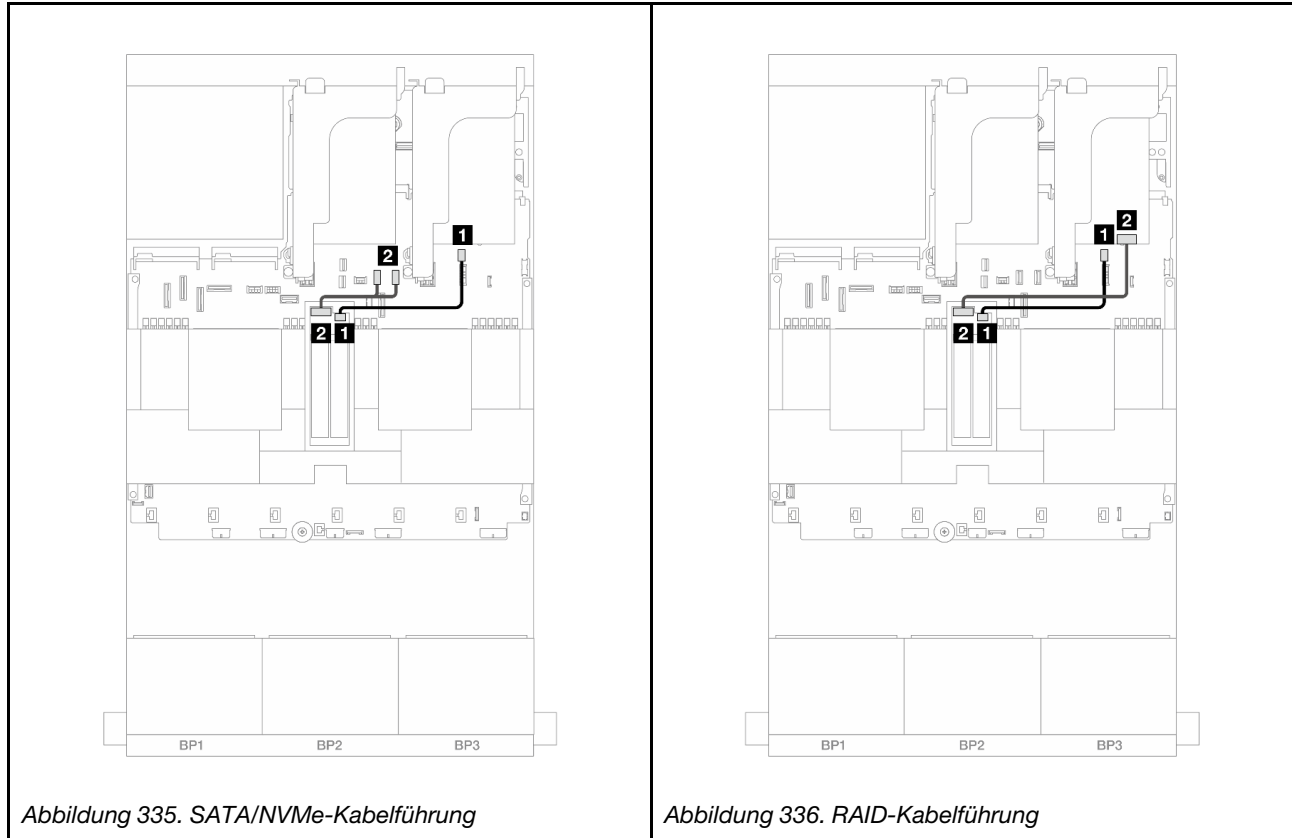 1
2
2 1
BP1 BP2 BP3
Abbildung 335. SATA/NVMe-Kabelführung
2
1
2 1
BP1 BP2 BP3
Abbildung 336. RAID-Kabelführung